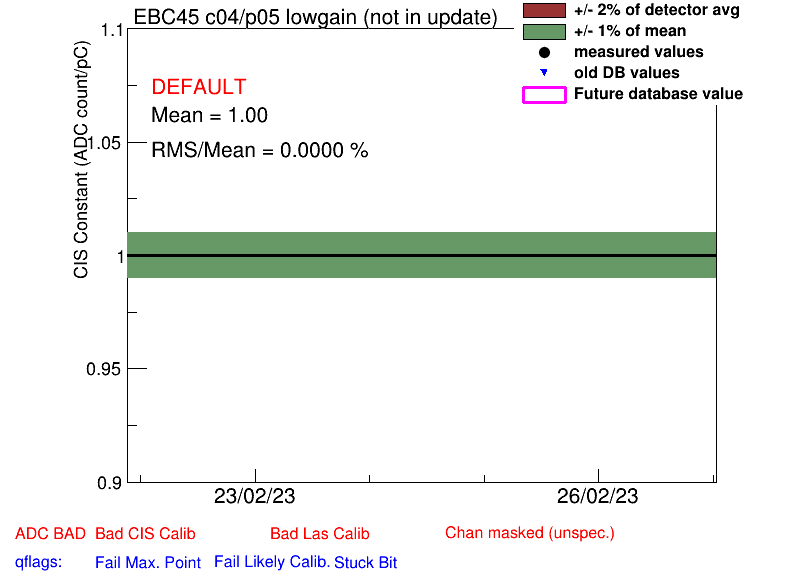 EBC45 c04/p05 lowgain (not in update)
+/- 2% of detector avg
+/- 1% of mean
measured values
old DB values
Future database value
DEFAULT
Mean = 1.00
RMS/Mean = 0.0000 %
CIS Constant (ADC count/pC)
1.1
1.05
1
0.95
0.9
23/02/23 26/02/23
ADC BAD Bad CIS Calib Bad Las Calib Chan masked (unspec.)
qflags: Fail Max. Point Fail Likely Calib. Stuck Bit